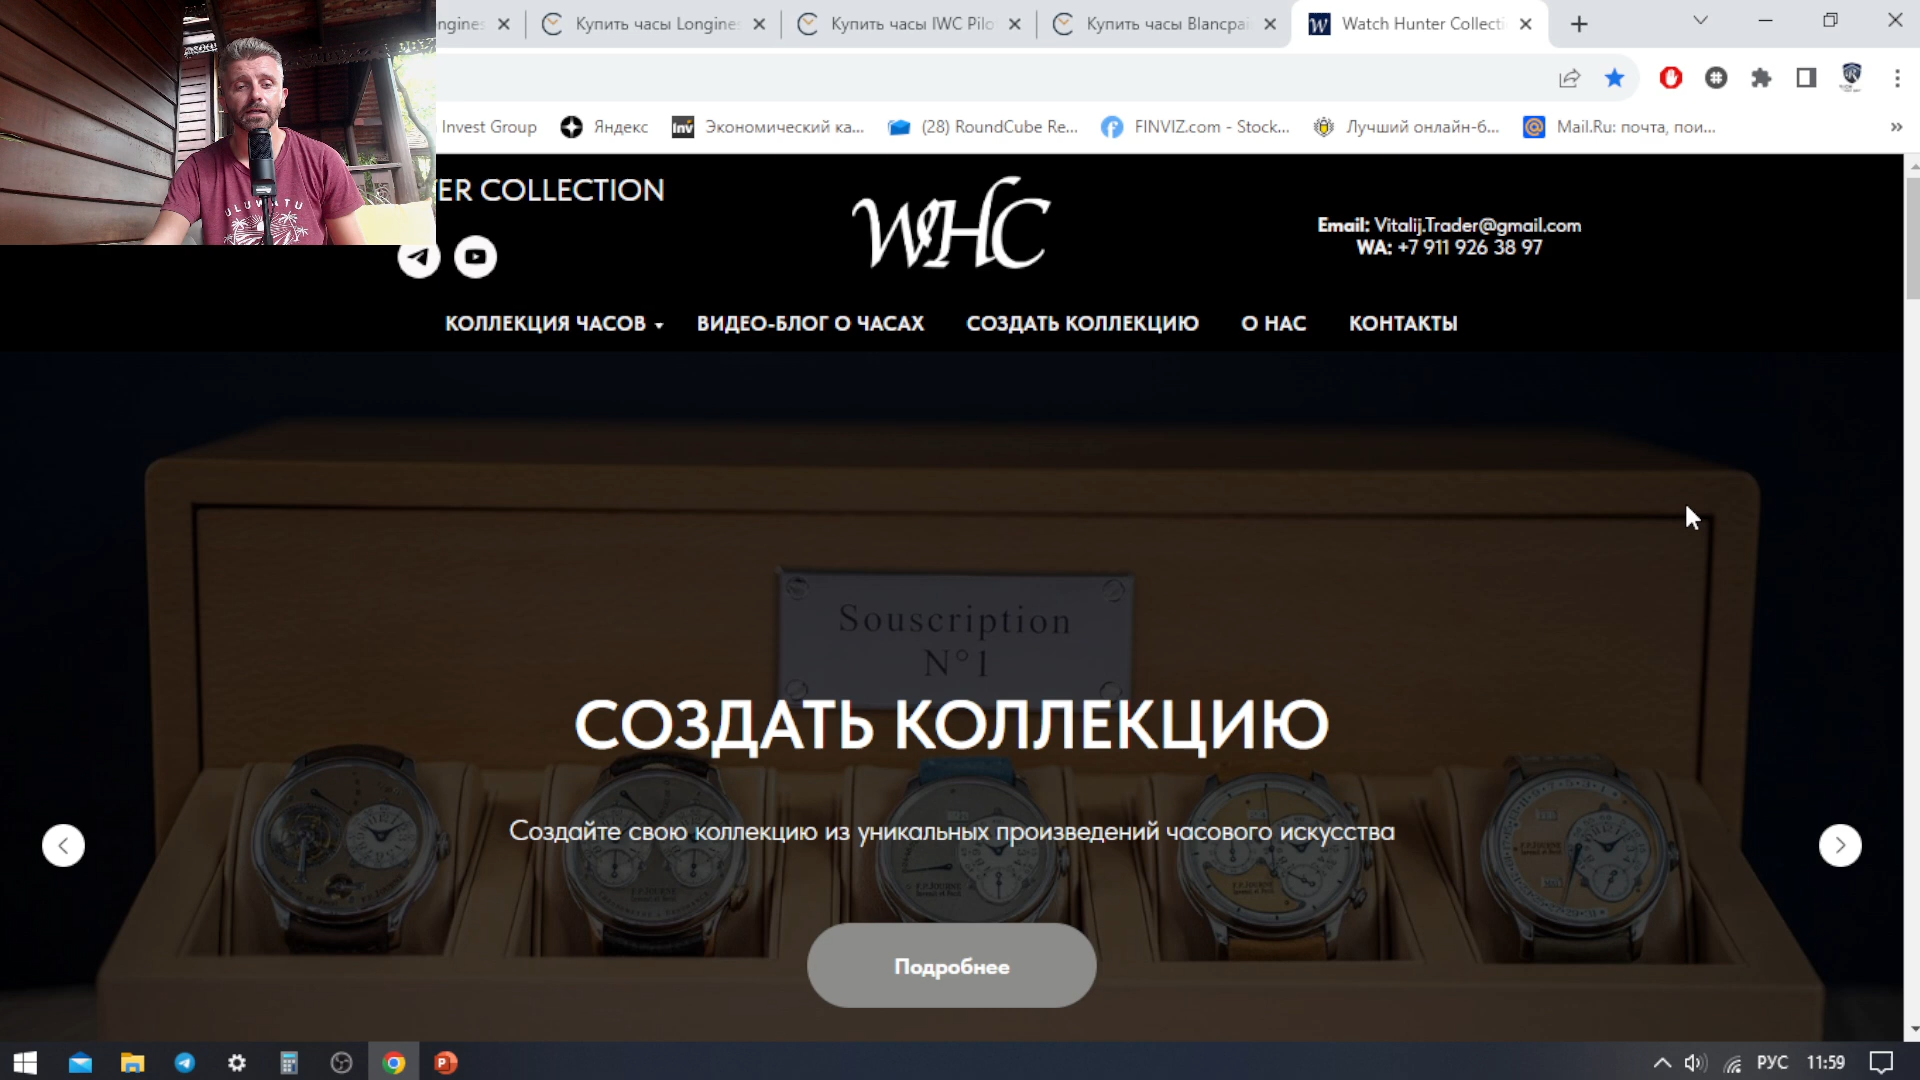 ngines
Купить часы Longines
Купить часы IWC Pilo
Купить часы Blancpai
Watch Hunter Collecti
Invest Group
Яндекс
Inv
Экономический ка...
(28) RoundCube Re...
FINVIZ.com - Stock...
Лучший онлайн-б...
Mail.Ru: почта, пои...
ULUWATU
ER COLLECTION
WHC
Email: Vitalij.Trader@gmail.com
WA: +7 911 926 38 97
КОЛЛЕКЦИЯ ЧАСОВ
ВИДЕО-БЛОГ О ЧАСАХ
СОЗДАТЬ КОЛЛЕКЦИЮ
О НАС
КОНТАКТЫ
Souscription
N°1
СОЗДАТЬ КОЛЛЕКЦИЮ
Создайте свою коллекцию из уникальных произведений часового искусства
Подробнее
РУС
11:59